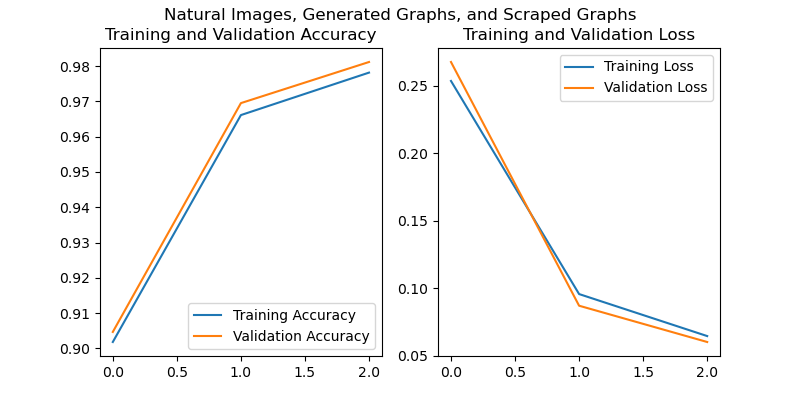 Natural Images, Generated Graphs, and Scraped Graphs
Training and Validation Accuracy
0.98
0.97
0.96
0.95
0.94
0.93
0.92
0.91
0.90
0.0 0.5 1.0 1.5 2.0
Training Accuracy
Validation Accuracy
Training and Validation Loss
0.25
0.20
0.15
0.10
0.05
0.0 0.5 1.0 1.5 2.0
Training Loss
Validation Loss